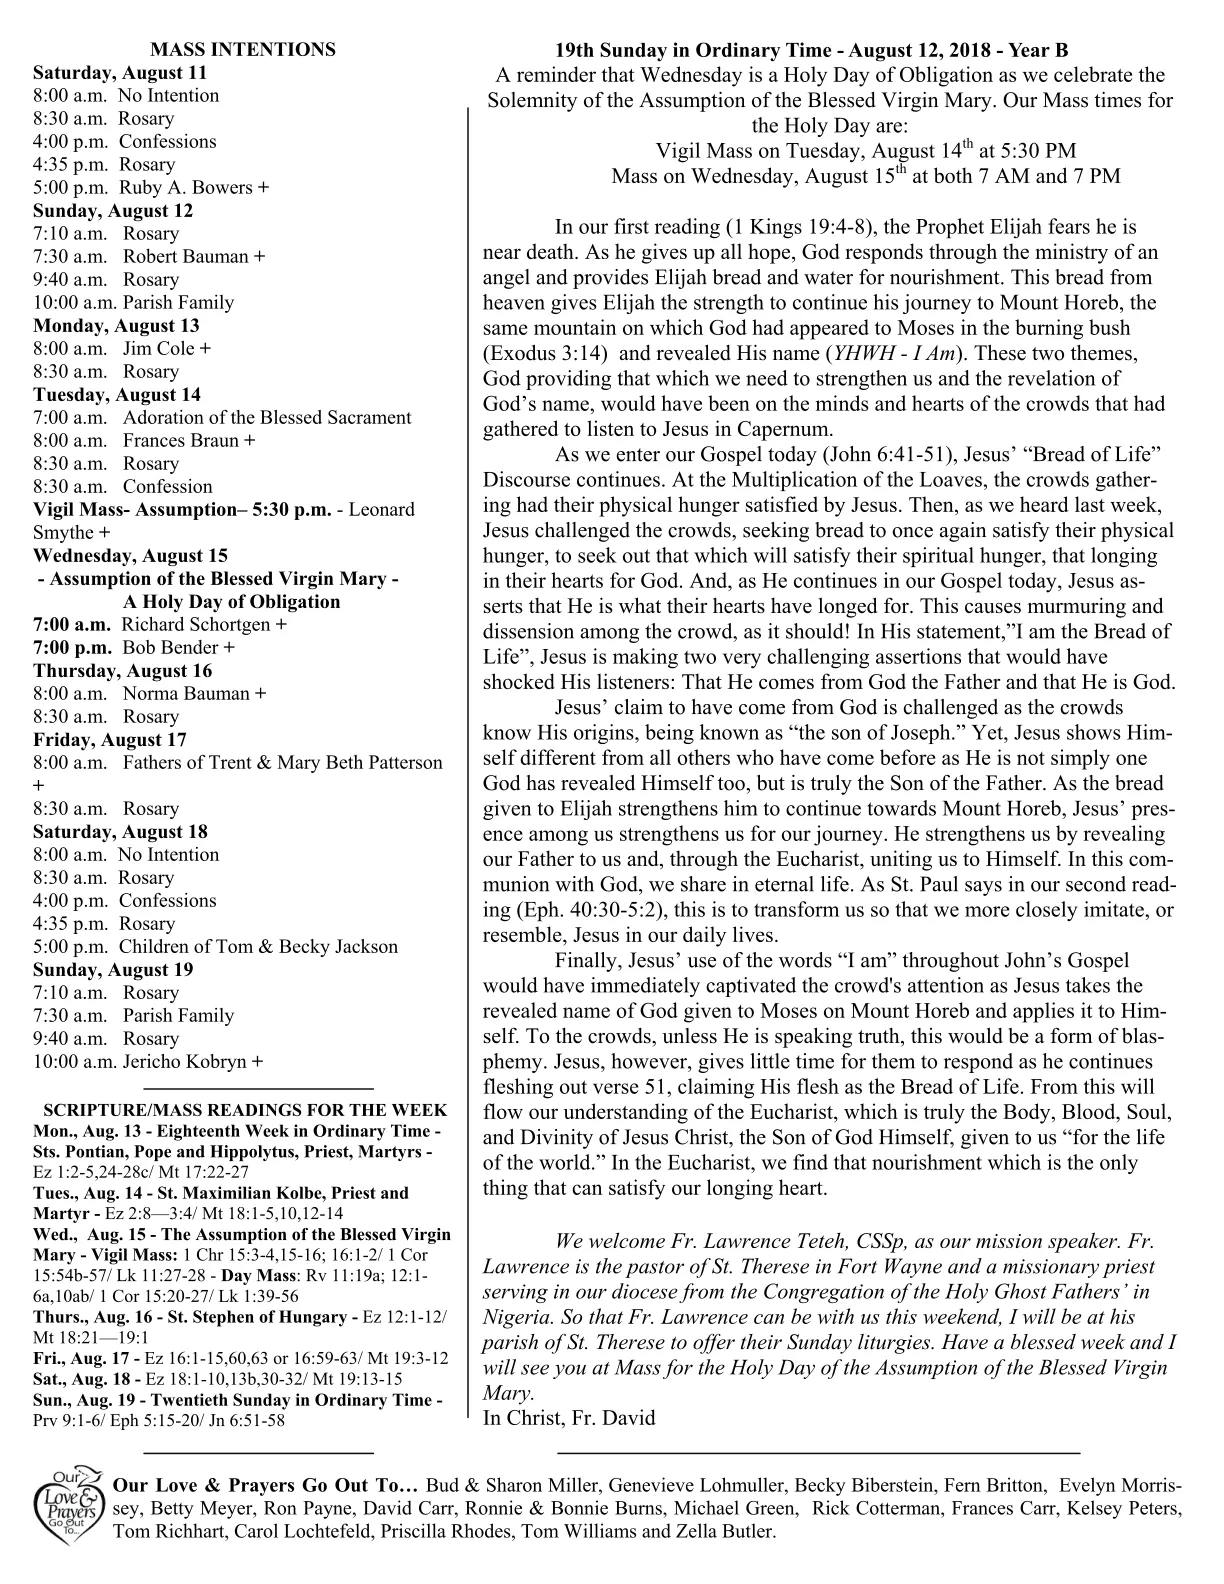 MASS INTENTIONS
Saturday, August 11
8:00 a.m.  No Intention
8:30 a.m.  Rosary
4:00 p.m.  Confessions
4:35 p.m.  Rosary
5:00 p.m.  Ruby A. Bowers +
Sunday, August 12
7:10 a.m.   Rosary
7:30 a.m.   Robert Bauman +
9:40 a.m.   Rosary
10:00 a.m. Parish Family
Monday, August 13
8:00 a.m.   Jim Cole +
8:30 a.m.   Rosary
Tuesday, August 14
7:00 a.m.   Adoration of the Blessed Sacrament
8:00 a.m.   Frances Braun +
8:30 a.m.   Rosary
8:30 a.m.   Confession
Vigil Mass- Assumption– 5:30 p.m. - Leonard
Smythe +
Wednesday, August 15
- Assumption of the Blessed Virgin Mary -
A Holy Day of Obligation
7:00 a.m.  Richard Schortgen +
7:00 p.m.  Bob Bender +
Thursday, August 16
8:00 a.m.   Norma Bauman +
8:30 a.m.   Rosary
Friday, August 17
8:00 a.m.   Fathers of Trent & Mary Beth Patterson
+
8:30 a.m.   Rosary
Saturday, August 18
8:00 a.m.  No Intention
8:30 a.m.  Rosary
4:00 p.m.  Confessions
4:35 p.m.  Rosary
5:00 p.m.  Children of Tom & Becky Jackson
Sunday, August 19
7:10 a.m.   Rosary
7:30 a.m.   Parish Family
9:40 a.m.   Rosary
10:00 a.m. Jericho Kobryn +
SCRIPTURE/MASS READINGS FOR THE WEEK
Mon., Aug. 13 - Eighteenth Week in Ordinary Time -
Sts. Pontian, Pope and Hippolytus, Priest, Martyrs -
Ez 1:2-5,24-28c/ Mt 17:22-27
Tues., Aug. 14 - St. Maximilian Kolbe, Priest and
Martyr - Ez 2:8—3:4/ Mt 18:1-5,10,12-14
Wed.,  Aug. 15 - The Assumption of the Blessed Virgin
Mary - Vigil Mass: 1 Chr 15:3-4,15-16; 16:1-2/ 1 Cor
15:54b-57/ Lk 11:27-28 - Day Mass: Rv 11:19a; 12:1-
6a,10ab/ 1 Cor 15:20-27/ Lk 1:39-56
Thurs., Aug. 16 - St. Stephen of Hungary - Ez 12:1-12/
Mt 18:21—19:1
Fri., Aug. 17 - Ez 16:1-15,60,63 or 16:59-63/ Mt 19:3-12
Sat., Aug. 18 - Ez 18:1-10,13b,30-32/ Mt 19:13-15
Sun., Aug. 19 - Twentieth Sunday in Ordinary Time -
Prv 9:1-6/ Eph 5:15-20/ Jn 6:51-58
19th Sunday in Ordinary Time - August 12, 2018 - Year B
A reminder that Wednesday is a Holy Day of Obligation as we celebrate the
Solemnity of the Assumption of the Blessed Virgin Mary. Our Mass times for
the Holy Day are:
Vigil Mass on Tuesday, August 14th at 5:30 PM
Mass on Wednesday, August 15th at both 7 AM and 7 PM
In our first reading (1 Kings 19:4-8), the Prophet Elijah fears he is
near death. As he gives up all hope, God responds through the ministry of an
angel and provides Elijah bread and water for nourishment. This bread from
heaven gives Elijah the strength to continue his journey to Mount Horeb, the
same mountain on which God had appeared to Moses in the burning bush
(Exodus 3:14)  and revealed His name (YHWH - I Am). These two themes,
God providing that which we need to strengthen us and the revelation of
God’s name, would have been on the minds and hearts of the crowds that had
gathered to listen to Jesus in Capernum.
As we enter our Gospel today (John 6:41-51), Jesus’ “Bread of Life”
Discourse continues. At the Multiplication of the Loaves, the crowds gather-
ing had their physical hunger satisfied by Jesus. Then, as we heard last week,
Jesus challenged the crowds, seeking bread to once again satisfy their physical
hunger, to seek out that which will satisfy their spiritual hunger, that longing
in their hearts for God. And, as He continues in our Gospel today, Jesus as-
serts that He is what their hearts have longed for. This causes murmuring and
dissension among the crowd, as it should! In His statement,”I am the Bread of
Life”, Jesus is making two very challenging assertions that would have
shocked His listeners: That He comes from God the Father and that He is God.
Jesus’ claim to have come from God is challenged as the crowds
know His origins, being known as “the son of Joseph.” Yet, Jesus shows Him-
self different from all others who have come before as He is not simply one
God has revealed Himself too, but is truly the Son of the Father. As the bread
given to Elijah strengthens him to continue towards Mount Horeb, Jesus’ pres-
ence among us strengthens us for our journey. He strengthens us by revealing
our Father to us and, through the Eucharist, uniting us to Himself. In this com-
munion with God, we share in eternal life. As St. Paul says in our second read-
ing (Eph. 40:30-5:2), this is to transform us so that we more closely imitate, or
resemble, Jesus in our daily lives.
Finally, Jesus’ use of the words “I am” throughout John’s Gospel
would have immediately captivated the crowd's attention as Jesus takes the
revealed name of God given to Moses on Mount Horeb and applies it to Him-
self. To the crowds, unless He is speaking truth, this would be a form of blas-
phemy. Jesus, however, gives little time for them to respond as he continues
fleshing out verse 51, claiming His flesh as the Bread of Life. From this will
flow our understanding of the Eucharist, which is truly the Body, Blood, Soul,
and Divinity of Jesus Christ, the Son of God Himself, given to us “for the life
of the world.” In the Eucharist, we find that nourishment which is the only
thing that can satisfy our longing heart.
We welcome Fr. Lawrence Teteh, CSSp, as our mission speaker. Fr.
Lawrence is the pastor of St. Therese in Fort Wayne and a missionary priest
serving in our diocese from the Congregation of the Holy Ghost Fathers’ in
Nigeria. So that Fr. Lawrence can be with us this weekend, I will be at his
parish of St. Therese to offer their Sunday liturgies. Have a blessed week and I
will see you at Mass for the Holy Day of the Assumption of the Blessed Virgin
Mary.
In Christ, Fr. David
Our
Love &
Prayers
Go Out
To...
Our Love & Prayers Go Out To… Bud & Sharon Miller, Genevieve Lohmuller, Becky Biberstein, Fern Britton,  Evelyn Morris-
sey, Betty Meyer, Ron Payne, David Carr, Ronnie & Bonnie Burns, Michael Green,  Rick Cotterman, Frances Carr, Kelsey Peters,
Tom Richhart, Carol Lochtefeld, Priscilla Rhodes, Tom Williams and Zella Butler.